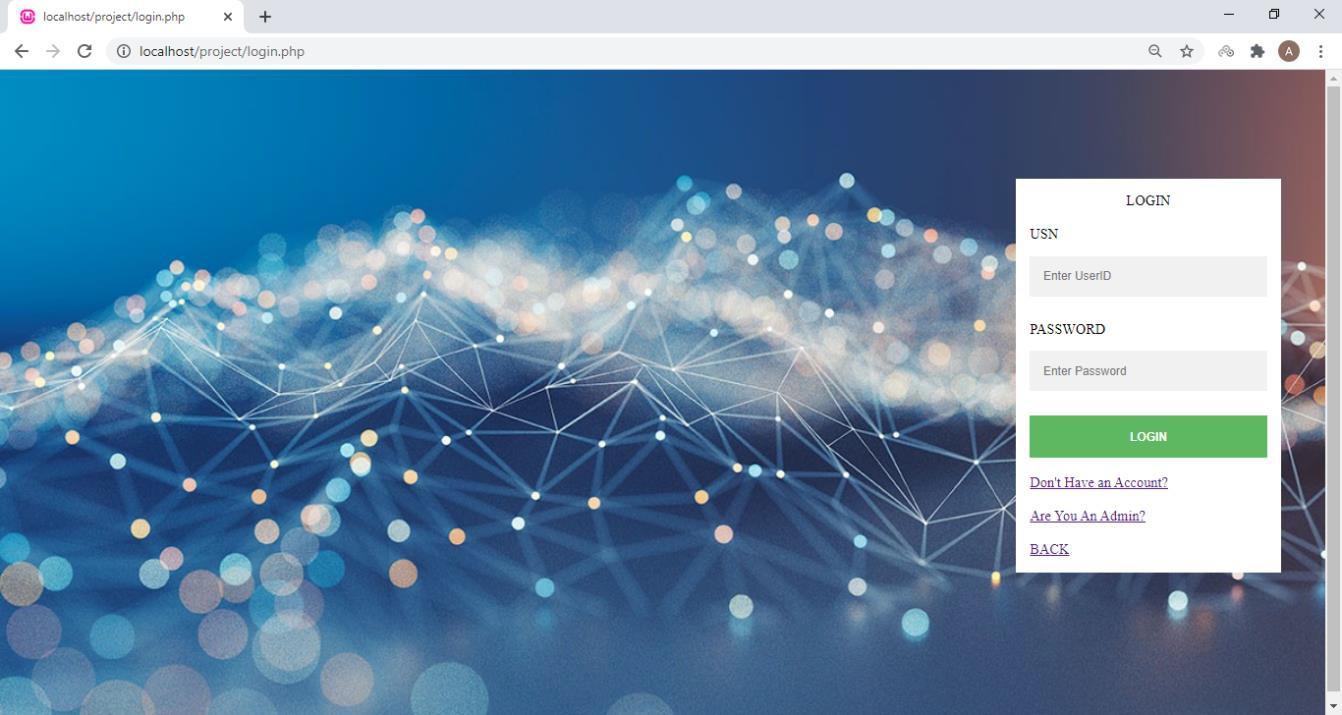 localhost/project/login.php
localhost/project/login.php
A
LOGIN
USN
Enter UserID
PASSWORD
Enter Password
LOGIN
Don't Have an Account?
Are You An Admin?
BACK